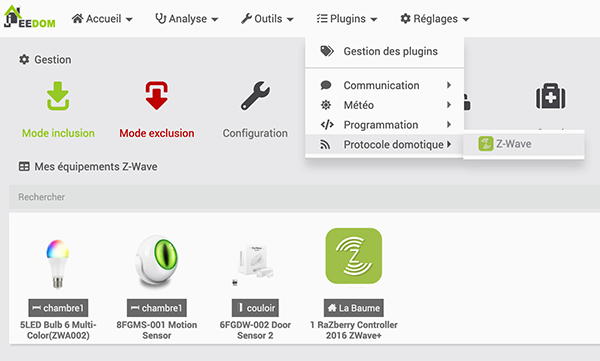 JEEDOM
Accueil
Analyse
Outils
Plugins
Réglages
Gestion des plugins
Communication
Météo
Programmation
Protocole domotique
Z-Wave
Gestion
Mode inclusion
Mode exclusion
Configuration
Mes équipements Z-Wave
Rechercher
chambre1
5LED Bulb 6 Multi-
Color(ZWA002)
chambre1
8FGMS-001 Motion
Sensor
couloir
6FGDW-002 Door
Sensor 2
La Baume
1 RaZberry Controller
2016 ZWave+